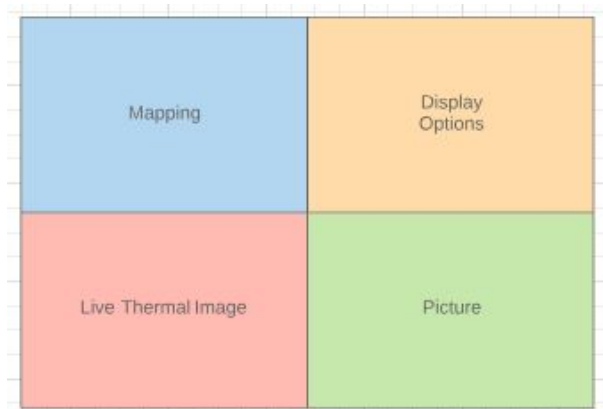 Mapping
Display
Options
Live Thermal Image
Picture